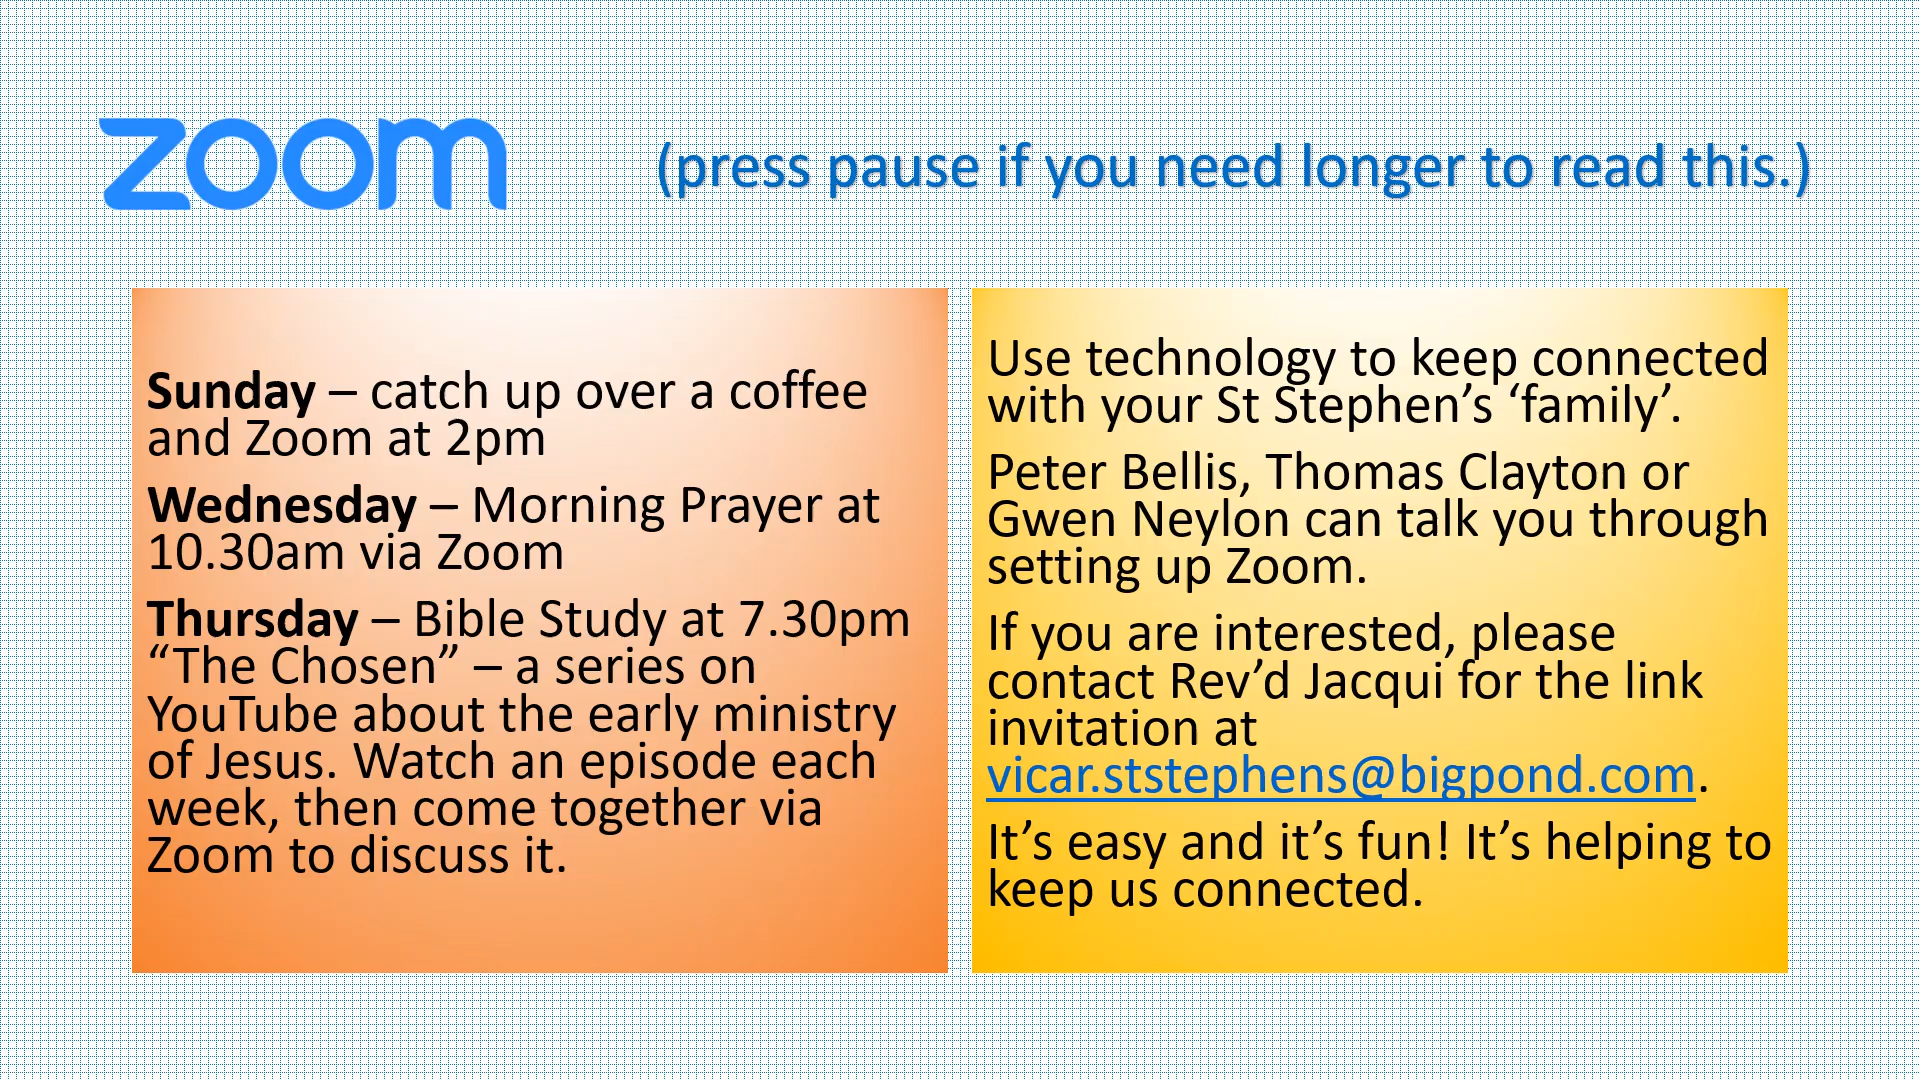 zoom
(press pause if you need longer to read this.)
Sunday – catch up over a coffee
and Zoom at 2pm
Wednesday – Morning Prayer at
10.30am via Zoom
Thursday – Bible Study at 7.30pm
“The Chosen” – a series on
YouTube about the early ministry
of Jesus. Watch an episode each
week, then come together via
Zoom to discuss it.
Use technology to keep connected
with your St Stephen’s ‘family’.
Peter Bellis, Thomas Clayton or
Gwen Neylon can talk you through
setting up Zoom.
If you are interested, please
contact Rev’d Jacqui for the link
invitation at
vicar.ststephens@bigpond.com.
It’s easy and it’s fun! It’s helping to
keep us connected.